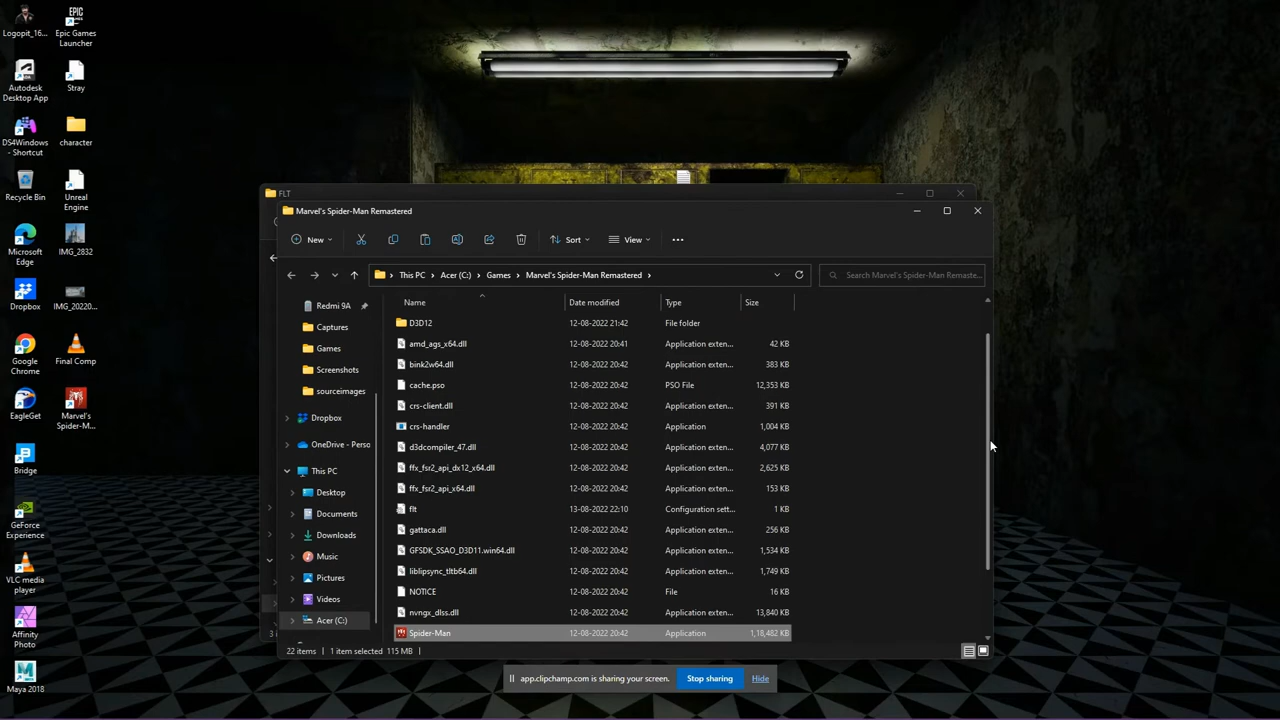 Logopit_16...
Epic Games
Launcher
Autodesk
Desktop App
Stray
DS4Windows
- Shortcut
character
Recycle Bin
Unreal
Engine
Microsoft
Edge
IMG_2832
Dropbox
IMG_20220...
Google
Chrome
Final Comp
EagleGet
Marvel's
Spider-M...
Bridge
GeForce
Experience
VLC media
player
Affinity
Photo
Maya 2018
FLT
Marvel's Spider-Man Remastered
New
Sort
View
This PC > Acer (C:) > Games > Marvel's Spider-Man Remastered >
Search Marvel's Spider-Man Remaste...
Redmi 9A
Captures
Games
Screenshots
sourceimages
Dropbox
OneDrive - Perso
This PC
Desktop
Documents
Downloads
Music
Pictures
Videos
Acer (C:)
Name Date modified Type Size
D3D12 12-08-2022 21:42 File folder
amd_ags_x64.dll 12-08-2022 20:41 Application exten... 42 KB
bink2w64.dll 12-08-2022 20:42 Application exten... 383 KB
cache.pso 12-08-2022 20:42 PSO File 12,353 KB
crs-client.dll 12-08-2022 20:42 Application exten... 391 KB
crs-handler 12-08-2022 20:42 Application 1,004 KB
d3dcompiler_47.dll 12-08-2022 20:42 Application exten... 4,077 KB
ffx_fsr2_api_dx12_x64.dll 12-08-2022 20:42 Application exten... 2,625 KB
ffx_fsr2_api_x64.dll 12-08-2022 20:42 Application exten... 153 KB
flt 13-08-2022 22:10 Configuration sett... 1 KB
gattaca.dll 12-08-2022 20:42 Application exten... 256 KB
GFSDK_SSAO_D3D11.win64.dll 12-08-2022 20:42 Application exten... 1,534 KB
liblipsync_tltb64.dll 12-08-2022 20:42 Application exten... 1,749 KB
NOTICE 12-08-2022 20:42 File 16 KB
nvngx_dlss.dll 12-08-2022 20:42 Application exten... 13,840 KB
Spider-Man 12-08-2022 20:42 Application 1,18,482 KB
22 items
1 item selected 115 MB
app.clipchamp.com is sharing your screen.
Stop sharing
Hide